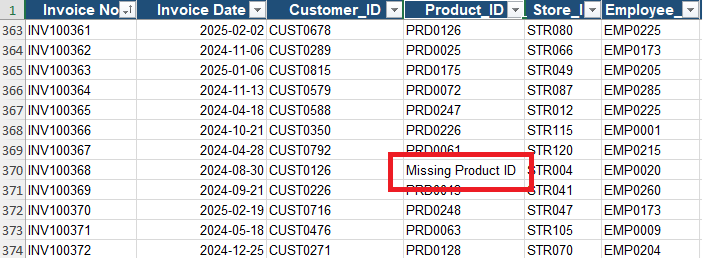 1 Invoice No Invoice Date Customer_ID Product_ID Store_I Employee_
363 INV100361 2025-02-02 CUST0678 PRD0126 STR080 EMP0225
364 INV100362 2024-11-06 CUST0289 PRD0025 STR066 EMP0173
365 INV100363 2025-01-06 CUST0815 PRD0175 STR049 EMP0205
366 INV100364 2024-11-13 CUST0579 PRD0072 STR087 EMP0285
367 INV100365 2024-04-18 CUST0588 PRD0247 STR012 EMP0225
368 INV100366 2024-10-21 CUST0350 PRD0226 STR115 EMP0001
369 INV100367 2024-04-28 CUST0792 PRD0061 STR120 EMP0215
370 INV100368 2024-08-30 CUST0126 Missing Product ID STR004 EMP0020
371 INV100369 2024-09-21 CUST0226 STR041 EMP0260
372 INV100370 2025-02-19 CUST0716 PRD0248 STR047 EMP0173
373 INV100371 2024-05-18 CUST0476 PRD0063 STR105 EMP0009
374 INV100372 2024-12-25 CUST0271 PRD0128 STR070 EMP0204